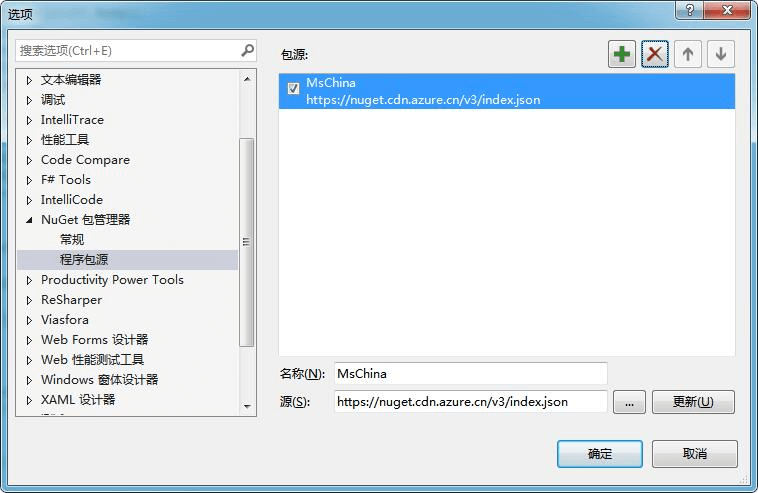 选项
搜索选项(Ctrl+E)
文本编辑器
调试
IntelliTrace
性能工具
Code Compare
F# Tools
IntelliCode
NuGet 包管理器
常规
程序包源
Productivity Power Tools
ReSharper
Viasfora
Web Forms 设计器
Web 性能测试工具
Windows 窗体设计器
XAML 设计器
包源:
MsChina
https://nuget.cdn.azure.cn/v3/index.json
名称(N):
MsChina
源(S):
https://nuget.cdn.azure.cn/v3/index.json
...
更新(U)
确定
取消